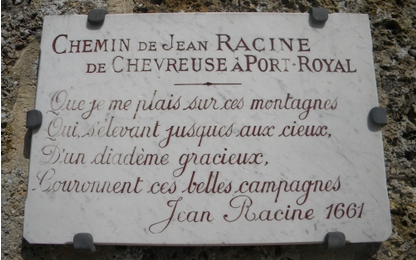 CHEMIN DE JEAN RACINE
DE CHEVREUSE À PORT-ROYAL
Que je me plais sur ces montagnes
Qui, s'élevant jusques aux cieux,
D'un diadème gracieux,
Couronnent ces belles campagnes
Jean Racine 1661